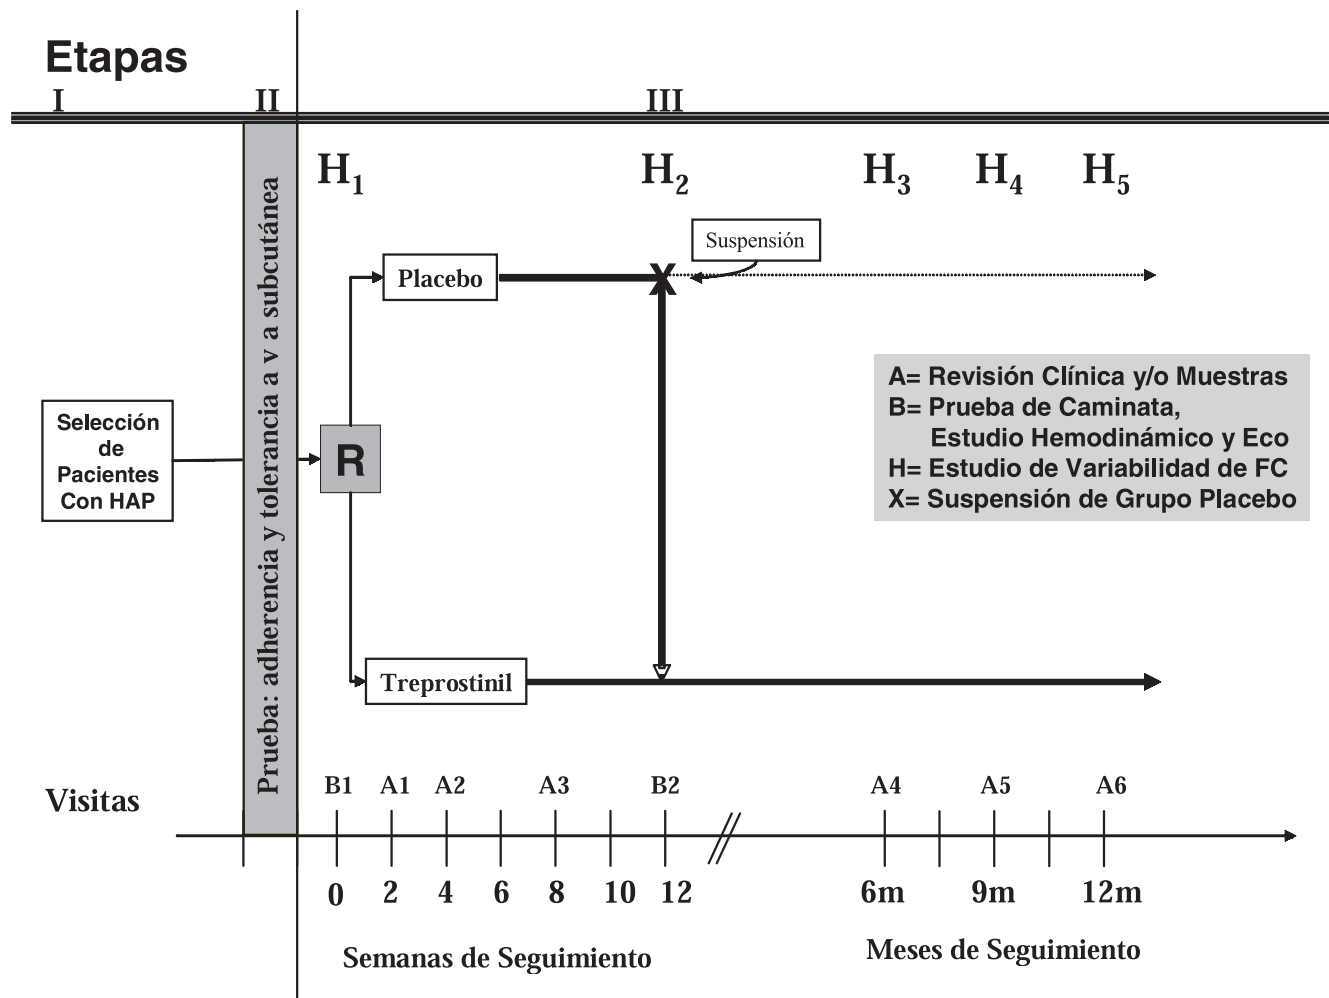 Etapas
I II III
H1 H2 H3 H4 H5
Prueba: adherencia y tolerancia a v a subcutánea
Suspensión
Placebo
A= Revisión Clínica y/o Muestras
B= Prueba de Caminata,
Estudio Hemodinámico y Eco
H= Estudio de Variabilidad de FC
X= Suspensión de Grupo Placebo
X
Selección
de
Pacientes
Con HAP
R
Treprostinil
Visitas
B1 A1 A2 A3 B2 A4 A5 A6
0 2 4 6 8 10 12 6m 9m 12m
Semanas de Seguimiento
Meses de Seguimiento